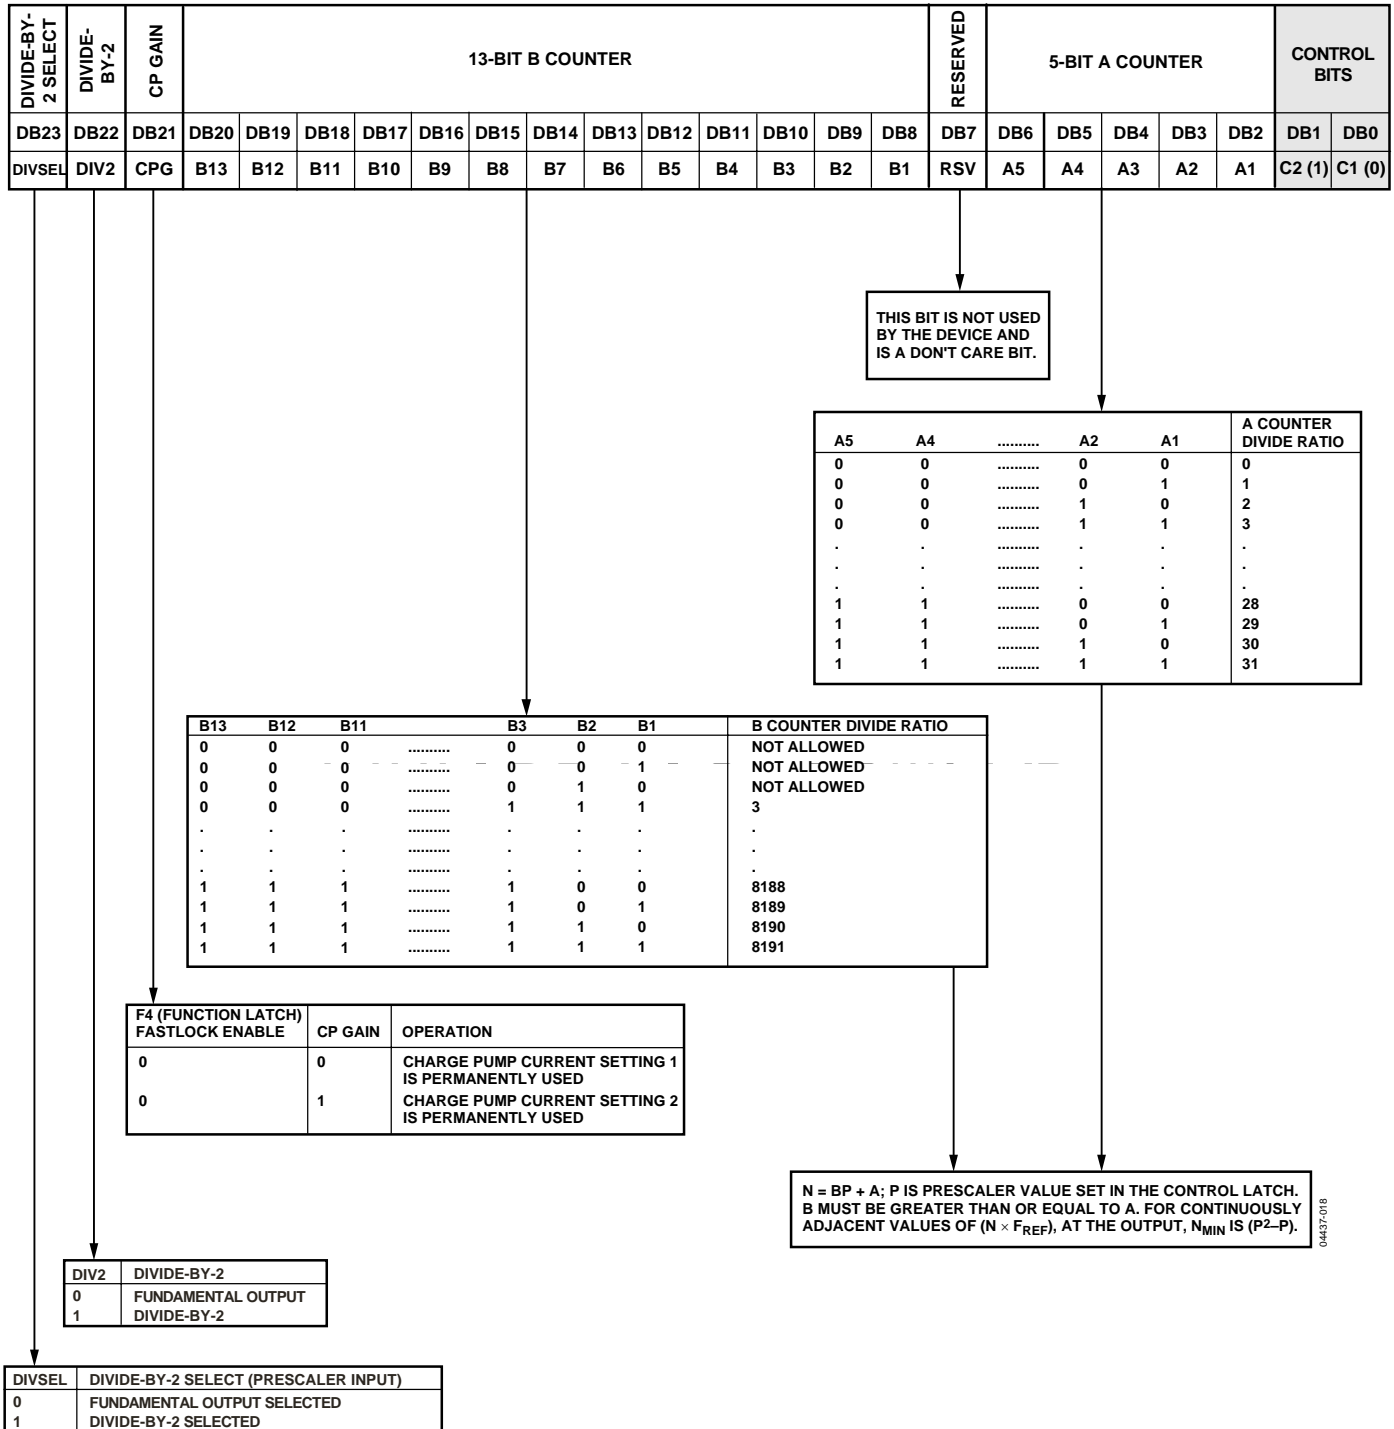 DIVIDE-BY-
2 SELECT
DIVIDE-
BY-2
CP GAIN
13-BIT B COUNTER
RESERVED
5-BIT A COUNTER
CONTROL
BITS
DB23 DB22 DB21 DB20 DB19 DB18 DB17 DB16 DB15 DB14 DB13 DB12 DB11 DB10 DB9 DB8 DB7 DB6 DB5 DB4 DB3 DB2 DB1 DB0
DIVSEL DIV2 CPG B13 B12 B11 B10 B9 B8 B7 B6 B5 B4 B3 B2 B1 RSV A5 A4 A3 A2 A1 C2 (1) C1 (0)
THIS BIT IS NOT USED
BY THE DEVICE AND
IS A DON'T CARE BIT.
A COUNTER
A5 A4 .......... A2 A1 DIVIDE RATIO
0 0 .......... 0 0 0
0 0 .......... 0 1 1
0 0 .......... 1 0 2
0 0 .......... 1 1 3
. . .......... . . .
. . .......... . . .
. . .......... . . .
1 1 .......... 0 0 28
1 1 .......... 0 1 29
1 1 .......... 1 0 30
1 1 .......... 1 1 31
B13 B12 B11 B3 B2 B1 B COUNTER DIVIDE RATIO
0 0 0 .......... 0 0 0 NOT ALLOWED
0 0 0 .......... 0 0 1 NOT ALLOWED
0 0 0 .......... 0 1 0 NOT ALLOWED
0 0 0 .......... 1 1 1 3
. . . .......... . . . .
. . . .......... . . . .
. . . .......... . . . .
1 1 1 .......... 1 0 0 8188
1 1 1 .......... 1 0 1 8189
1 1 1 .......... 1 1 0 8190
1 1 1 .......... 1 1 1 8191
F4 (FUNCTION LATCH)
FASTLOCK ENABLE CP GAIN OPERATION
0 0 CHARGE PUMP CURRENT SETTING 1
IS PERMANENTLY USED
0 1 CHARGE PUMP CURRENT SETTING 2
IS PERMANENTLY USED
N = BP + A; P IS PRESCALER VALUE SET IN THE CONTROL LATCH.
B MUST BE GREATER THAN OR EQUAL TO A. FOR CONTINUOUSLY
ADJACENT VALUES OF (N × FREF), AT THE OUTPUT, NMIN IS (P2–P).
04437-018
DIV2 DIVIDE-BY-2
0 FUNDAMENTAL OUTPUT
1 DIVIDE-BY-2
DIVSEL DIVIDE-BY-2 SELECT (PRESCALER INPUT)
0 FUNDAMENTAL OUTPUT SELECTED
1 DIVIDE-BY-2 SELECTED